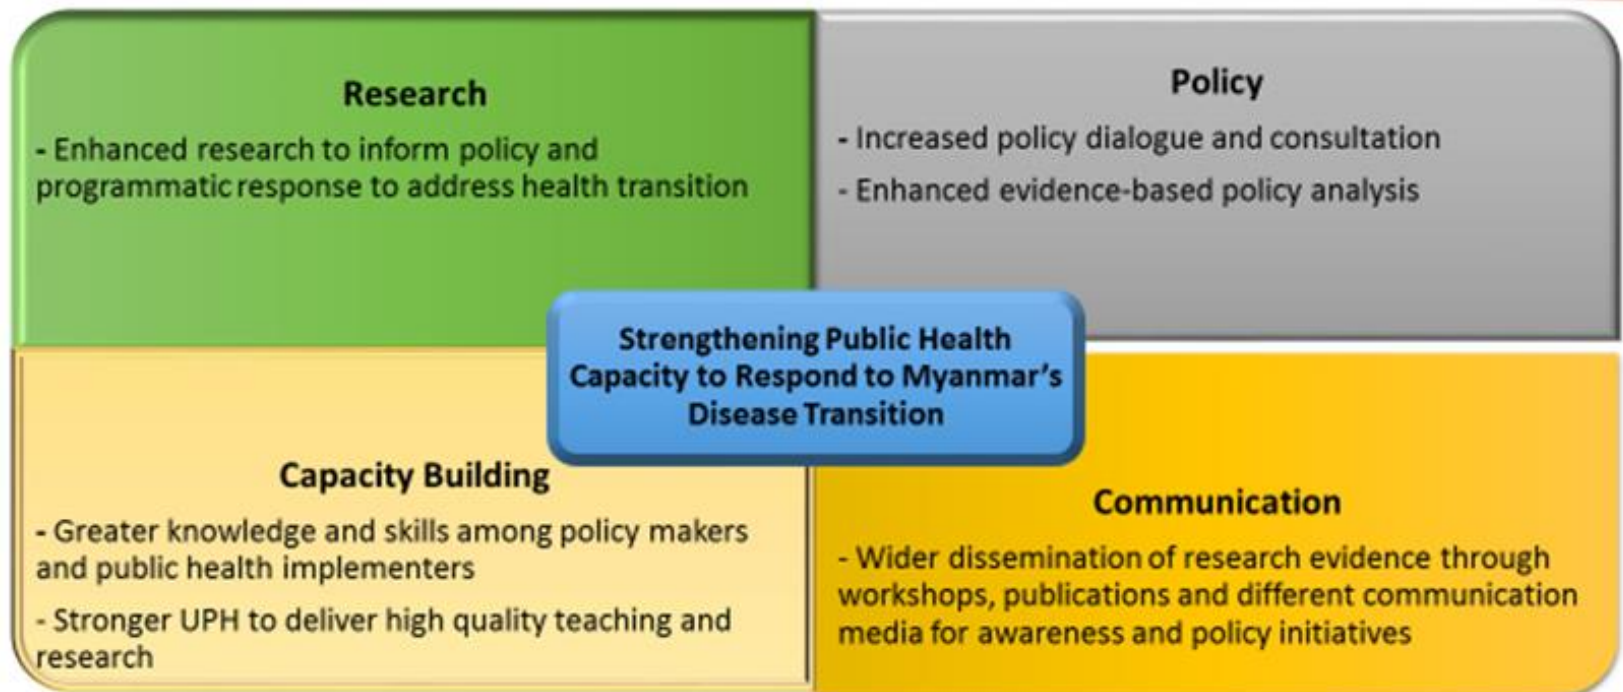 Research
- Enhanced research to inform policy and
programmatic response to address health transition
Policy
- Increased policy dialogue and consultation
- Enhanced evidence-based policy analysis
Strengthening Public Health
Capacity to Respond to Myanmar's
Disease Transition
Capacity Building
- Greater knowledge and skills among policy makers
and public health implementers
- Stronger UPH to deliver high quality teaching and
research
Communication
- Wider dissemination of research evidence through
workshops, publications and different communication
media for awareness and policy initiatives